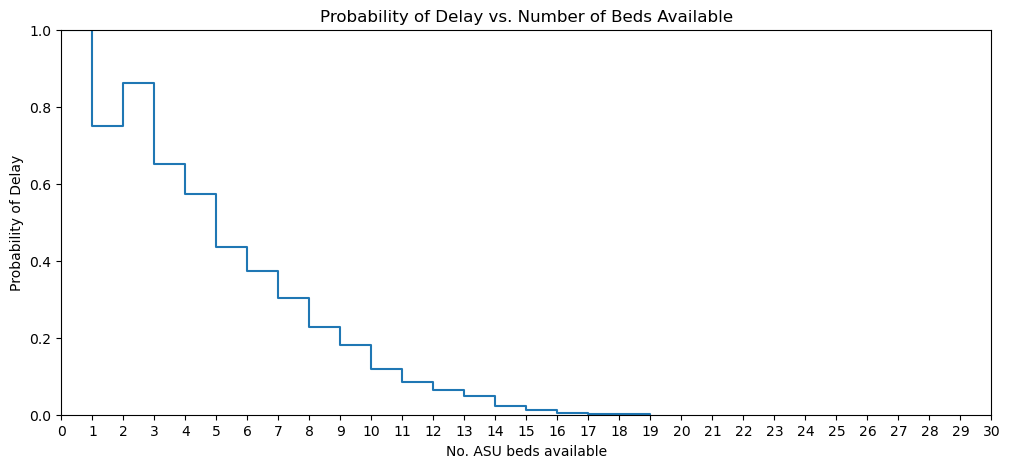 Probability of Delay vs. Number of Beds Available
1.0
0.8
0.6
0.4
0.2
0.0
Probability of Delay
0 1 2 3 4 5 6 7 8 9 10 11 12 13 14 15 16 17 18 19 20 21 22 23 24 25 26 27 28 29 30
No. ASU beds available